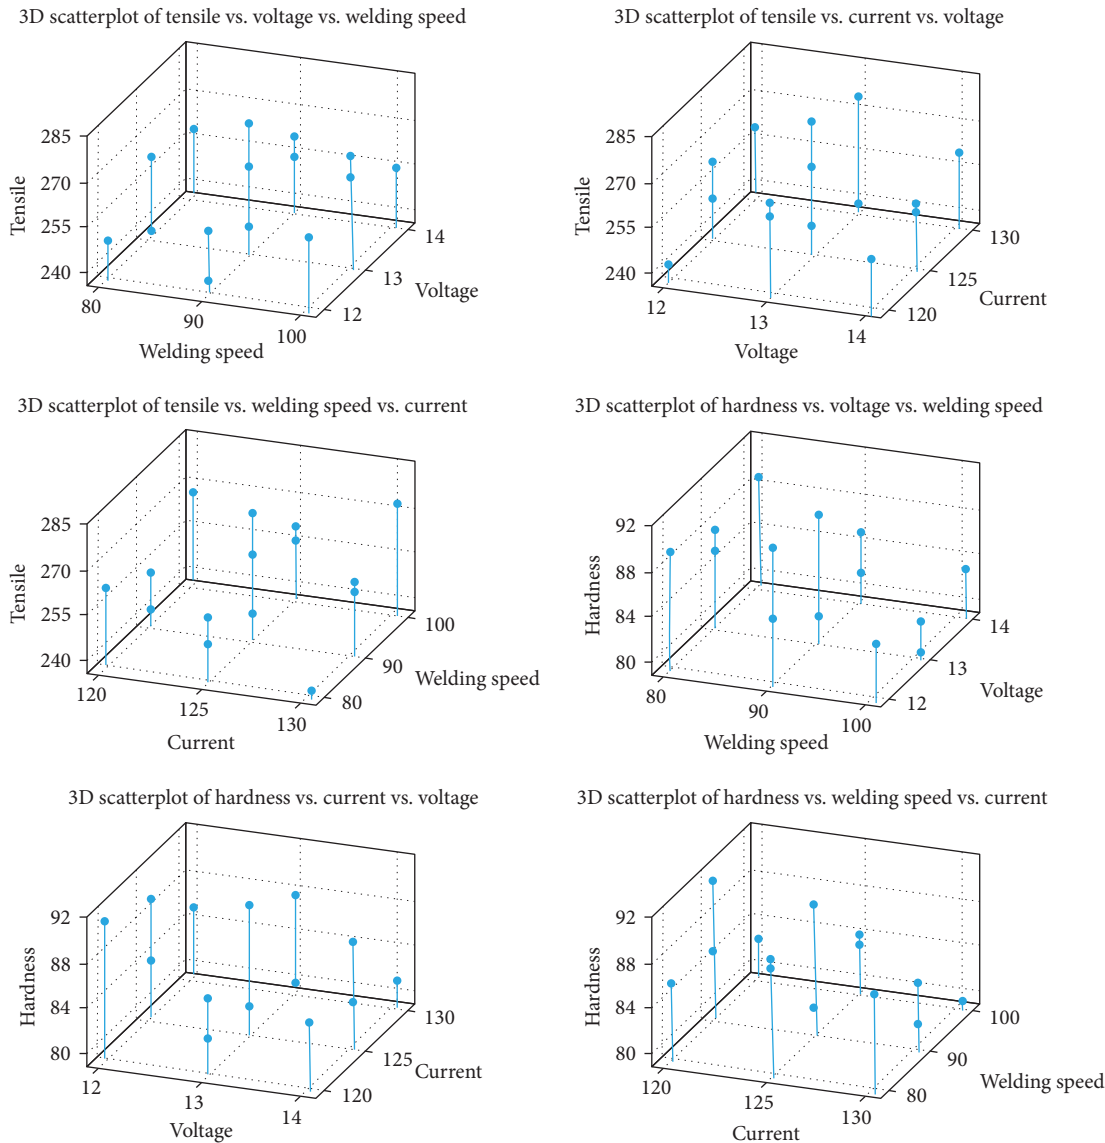 3D scatterplot of tensile vs. voltage vs. welding speed
285
270
255
240
Tensile
80
90
100
Welding speed
12
13
14
Voltage
3D scatterplot of tensile vs. current vs. voltage
285
270
255
240
Tensile
12
13
14
Voltage
120
125
130
Current
3D scatterplot of tensile vs. welding speed vs. current
285
270
255
240
Tensile
120
125
130
Current
80
90
100
Welding speed
3D scatterplot of hardness vs. voltage vs. welding speed
92
88
84
80
Hardness
80
90
100
Welding speed
12
13
14
Voltage
3D scatterplot of hardness vs. current vs. voltage
92
88
84
80
Hardness
12
13
14
Voltage
120
125
130
Current
3D scatterplot of hardness vs. welding speed vs. current
92
88
84
80
Hardness
120
125
130
Current
80
90
100
Welding speed